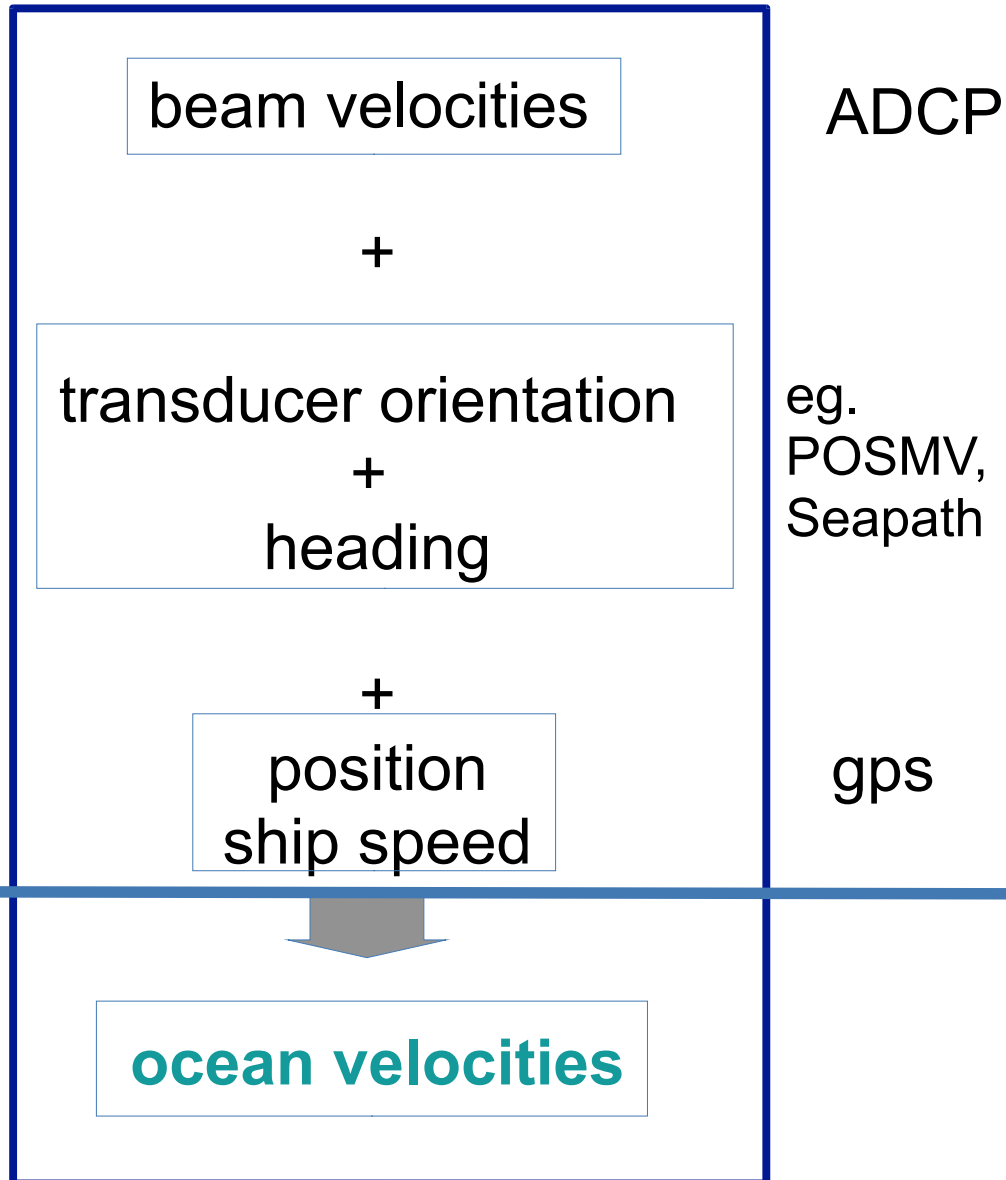 beam velocities
ADCP
+
transducer orientation
+
heading
eg.
POSMV,
Seapath
+
position
ship speed
gps
ocean velocities